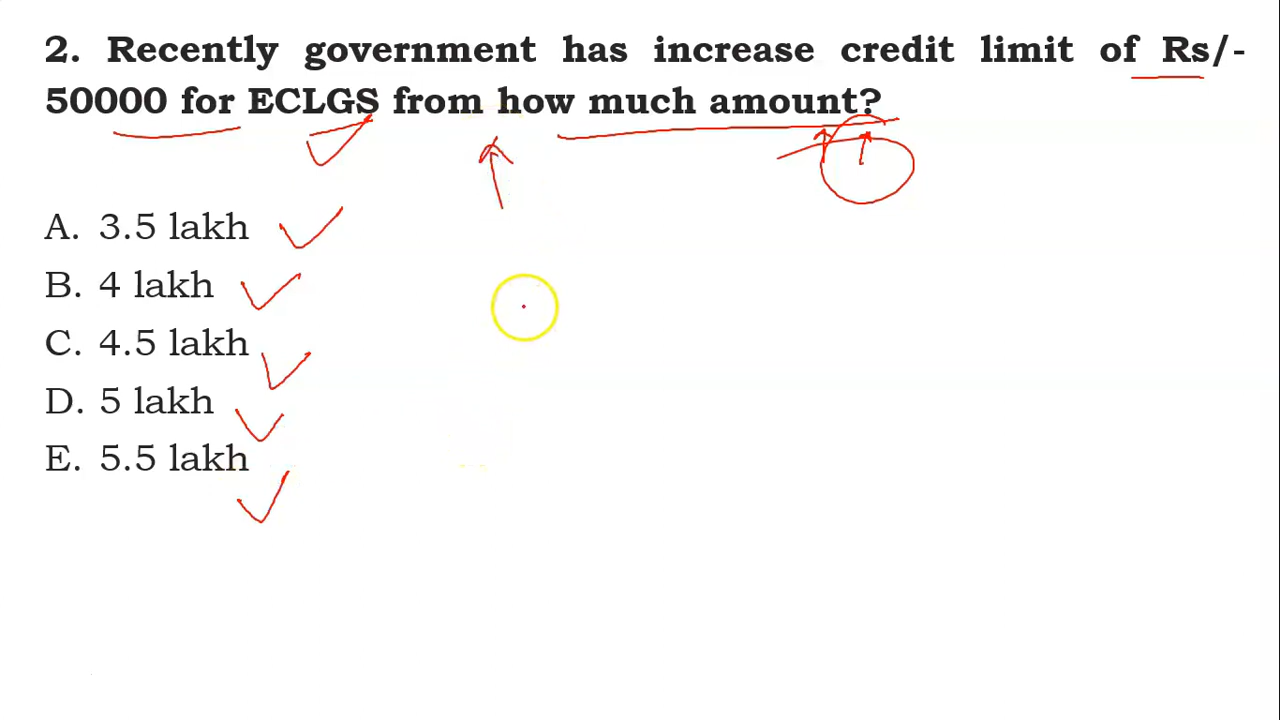 2. Recently government has increase credit limit of Rs/-
50000 for ECLGS from how much amount?
A. 3.5 lakh
B. 4 lakh
C. 4.5 lakh
D. 5 lakh
E. 5.5 lakh